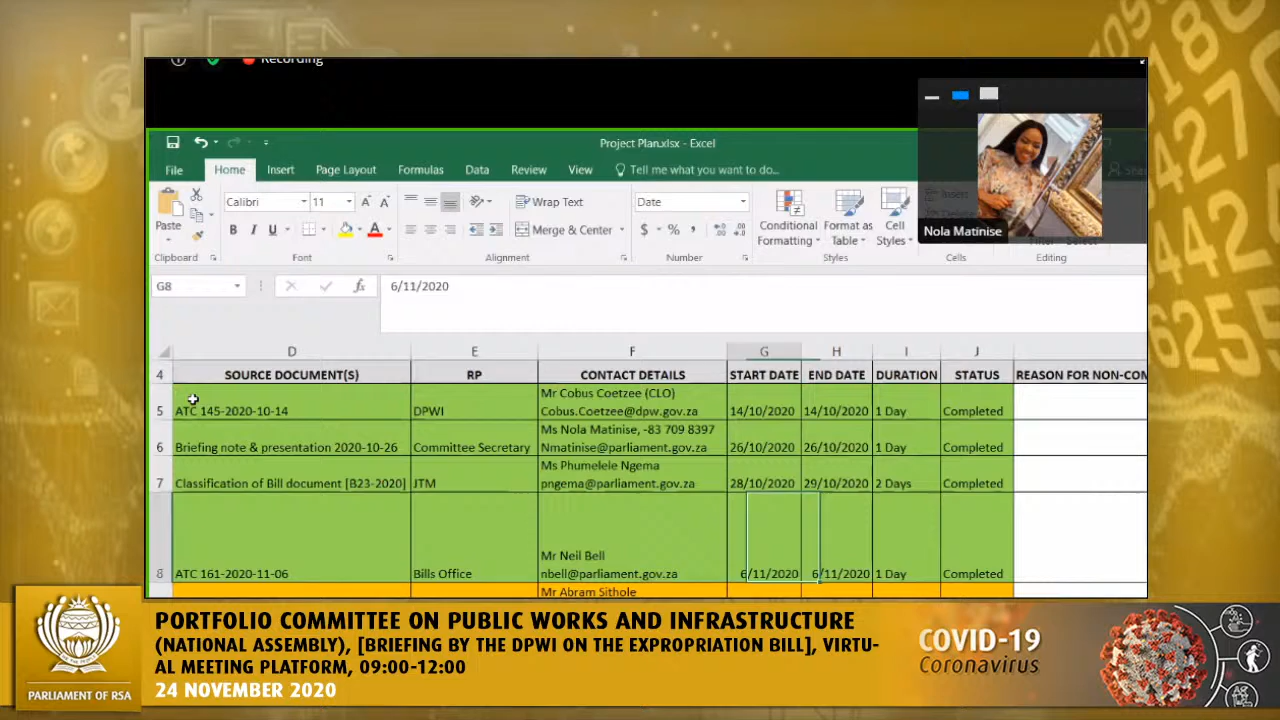 Recording
Project Plan.xlsx - Excel
File Home Insert Page Layout Formulas Data Review View Tell me what you want to do...
Nola Matinise
Paste
Calibri 11
B I U
Wrap Text
Merge & Center
Date
$ % ,
Conditional Formatting
Format as Table
Cell Styles
Insert
Clipboard Font Alignment Number Styles Cells Editing
G8 fx 6/11/2020
D E F G H I J
4 SOURCE DOCUMENT(S) RP CONTACT DETAILS START DATE END DATE DURATION STATUS REASON FOR NON-COM
Mr Cobus Coetzee (CLO)
5 ATC 145-2020-10-14 DPWI Cobus.Coetzee@dpw.gov.za 14/10/2020 14/10/2020 1 Day Completed
Ms Nola Matinise, -83 709 8397
6 Briefing note & presentation 2020-10-26 Committee Secretary Nmatinise@parliament.gov.za 26/10/2020 26/10/2020 1 Day Completed
Ms Phumelele Ngema
7 Classification of Bill document [B23-2020] JTM pngema@parliament.gov.za 28/10/2020 29/10/2020 2 Days Completed
Mr Neil Bell
8 ATC 161-2020-11-06 Bills Office nbell@parliament.gov.za 6/11/2020 6/11/2020 1 Day Completed
Mr Abram Sithole
PORTFOLIO COMMITTEE ON PUBLIC WORKS AND INFRASTRUCTURE
(NATIONAL ASSEMBLY), [BRIEFING BY THE DPWI ON THE EXPROPRIATION BILL], VIRTU-
AL MEETING PLATFORM, 09:00-12:00
24 NOVEMBER 2020
PARLIAMENT OF RSA
COVID-19
Coronavirus